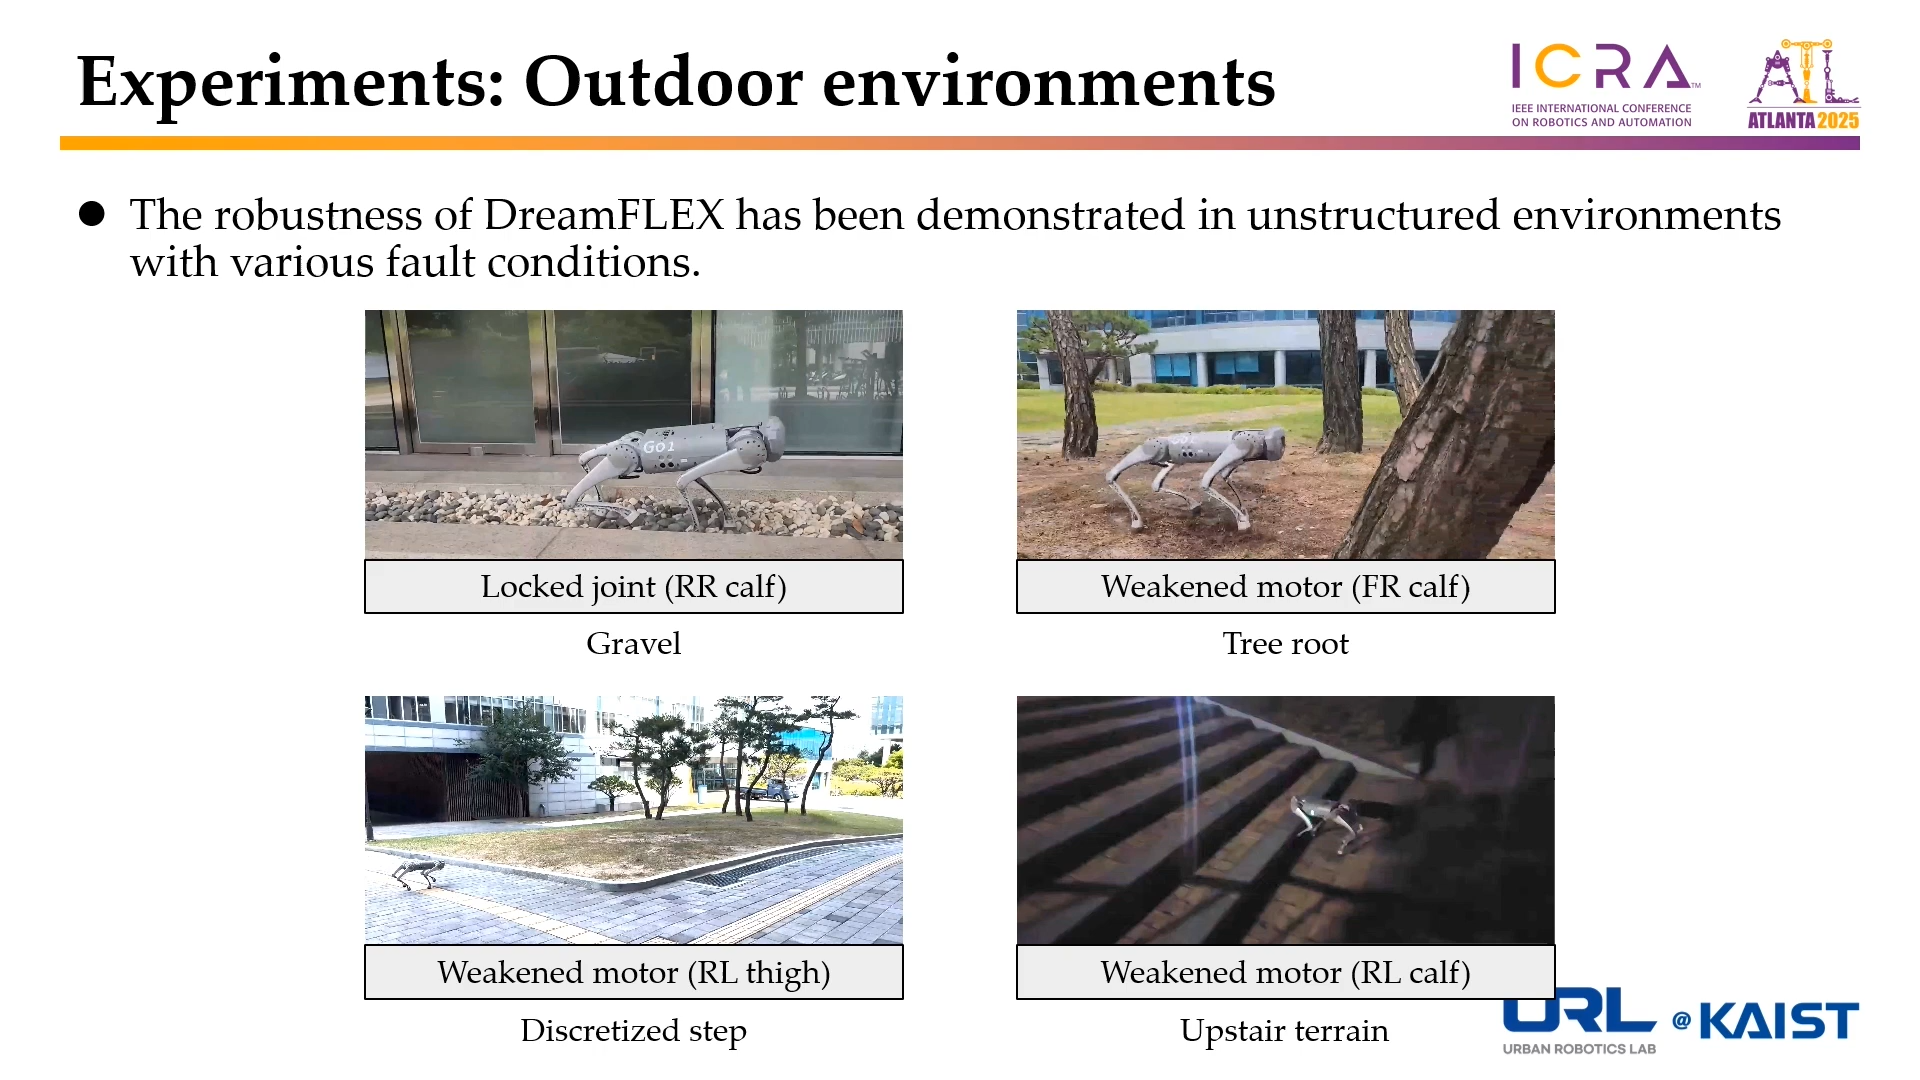 Experiments: Outdoor environments
ICRA™
IEEE INTERNATIONAL CONFERENCE
ON ROBOTICS AND AUTOMATION
ATL
ATLANTA 2025
● The robustness of DreamFLEX has been demonstrated in unstructured environments
with various fault conditions.
Go1
Locked joint (RR calf)
Gravel
Weakened motor (FR calf)
Tree root
Weakened motor (RL thigh)
Discretized step
Weakened motor (RL calf)
Upstair terrain
URL @ KAIST
URBAN ROBOTICS LAB